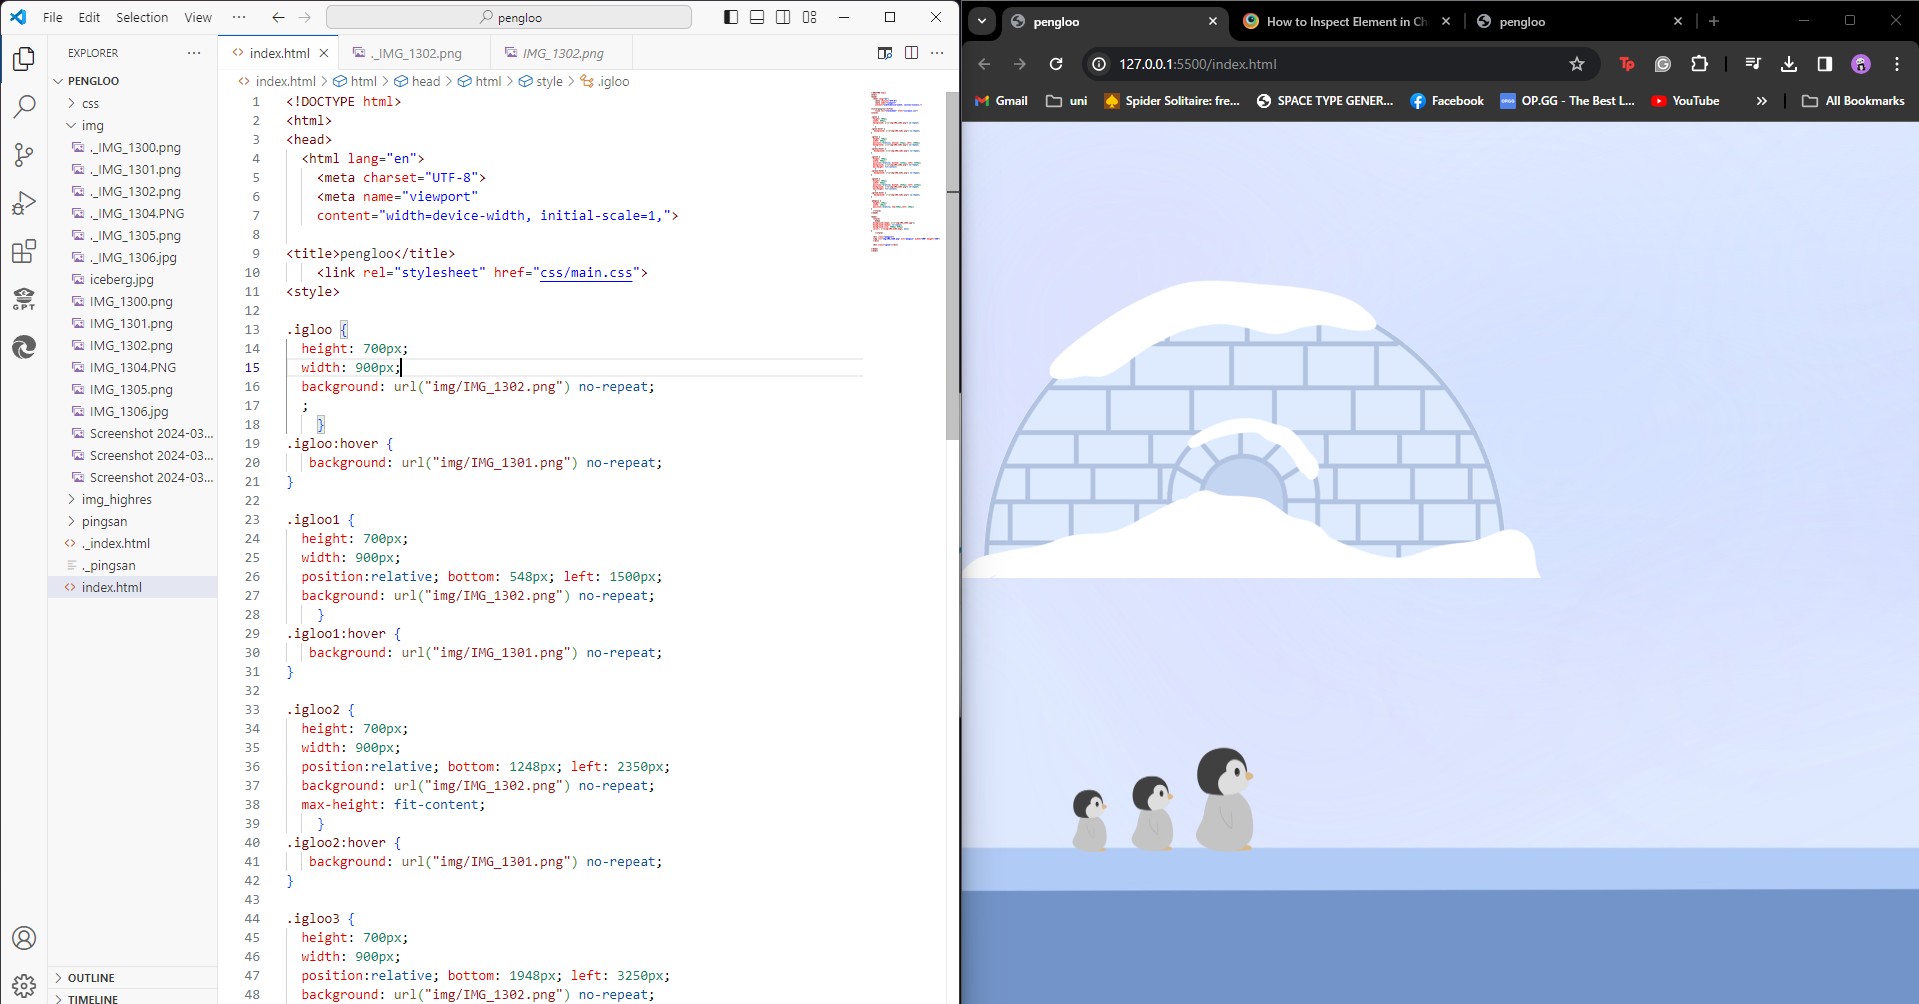 File Edit Selection View ··· pengloo
EXPLORER ···
PENGLOO
css
img
._IMG_1300.png
._IMG_1301.png
._IMG_1302.png
._IMG_1304.PNG
._IMG_1305.png
._IMG_1306.jpg
iceberg.jpg
IMG_1300.png
IMG_1301.png
IMG_1302.png
IMG_1304.PNG
IMG_1305.png
IMG_1306.jpg
Screenshot 2024-03...
Screenshot 2024-03...
Screenshot 2024-03...
img_highres
pingsan
._index.html
._pingsan
index.html
OUTLINE
TIMELINE
GPT
index.html ._IMG_1302.png IMG_1302.png
index.html > html > head > html > style > .igloo
1 <!DOCTYPE html>
2 <html>
3 <head>
4 <html lang="en">
5 <meta charset="UTF-8">
6 <meta name="viewport"
7 content="width=device-width, initial-scale=1,">
8
9 <title>pengloo</title>
10 <link rel="stylesheet" href="css/main.css">
11 <style>
12
13 .igloo {
14 height: 700px;
15 width: 900px;
16 background: url("img/IMG_1302.png") no-repeat;
17 ;
18 }
19 .igloo:hover {
20 background: url("img/IMG_1301.png") no-repeat;
21 }
22
23 .igloo1 {
24 height: 700px;
25 width: 900px;
26 position:relative; bottom: 548px; left: 1500px;
27 background: url("img/IMG_1302.png") no-repeat;
28 }
29 .igloo1:hover {
30 background: url("img/IMG_1301.png") no-repeat;
31 }
32
33 .igloo2 {
34 height: 700px;
35 width: 900px;
36 position:relative; bottom: 1248px; left: 2350px;
37 background: url("img/IMG_1302.png") no-repeat;
38 max-height: fit-content;
39 }
40 .igloo2:hover {
41 background: url("img/IMG_1301.png") no-repeat;
42 }
43
44 .igloo3 {
45 height: 700px;
46 width: 900px;
47 position:relative; bottom: 1948px; left: 3250px;
48 background: url("img/IMG_1302.png") no-repeat;
pengloo How to Inspect Element in Ch pengloo
127.0.0.1:5500/index.html Tp
Gmail uni Spider Solitaire: fre... SPACE TYPE GENER... Facebook OP.GG - The Best L... YouTube » All Bookmarks